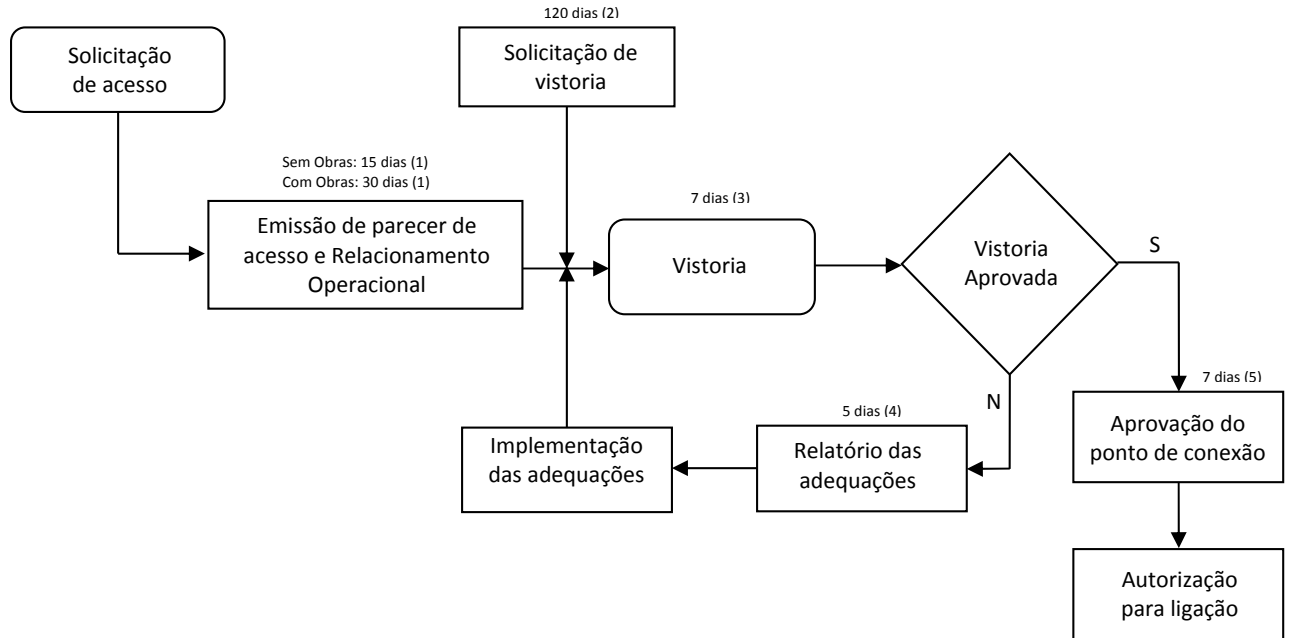 Solicitação
de acesso
120 dias (2)
Solicitação de
vistoria
Sem Obras: 15 dias (1)
Com Obras: 30 dias (1)
Emissão de parecer de
acesso e Relacionamento
Operacional
7 dias (3)
Vistoria
Vistoria
Aprovada
S
N
7 dias (5)
Aprovação do
ponto de conexão
5 dias (4)
Relatório das
adequações
Implementação
das adequações
Autorização
para ligação